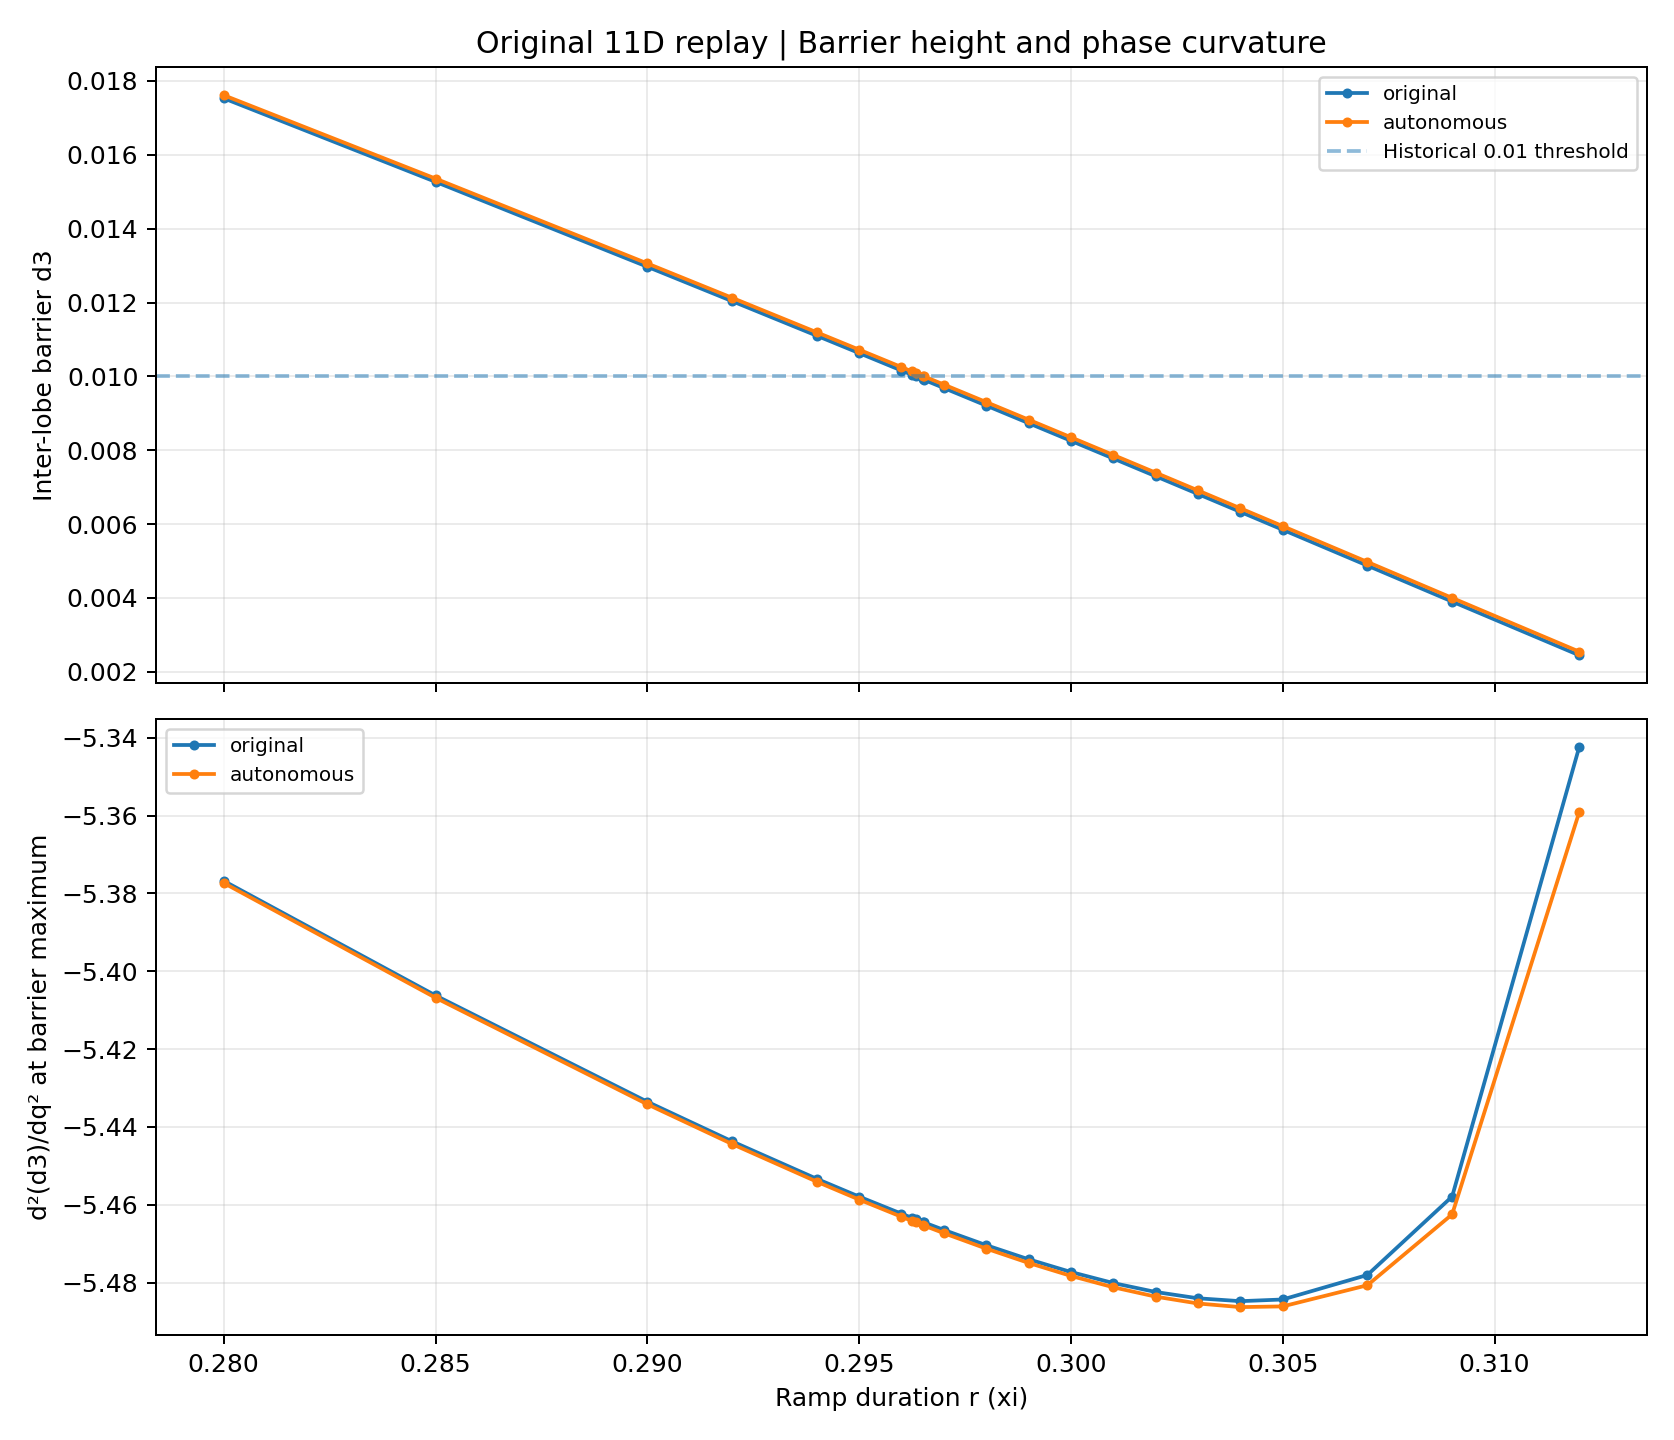 Original 11D replay | Barrier height and phase curvature
original
autonomous
Historical 0.01 threshold
Inter-lobe barrier d3
0.018
0.016
0.014
0.012
0.010
0.008
0.006
0.004
0.002
original
autonomous
d²(d3)/dq² at barrier maximum
−5.34
−5.36
−5.38
−5.40
−5.42
−5.44
−5.46
−5.48
0.280 0.285 0.290 0.295 0.300 0.305 0.310
Ramp duration r (xi)